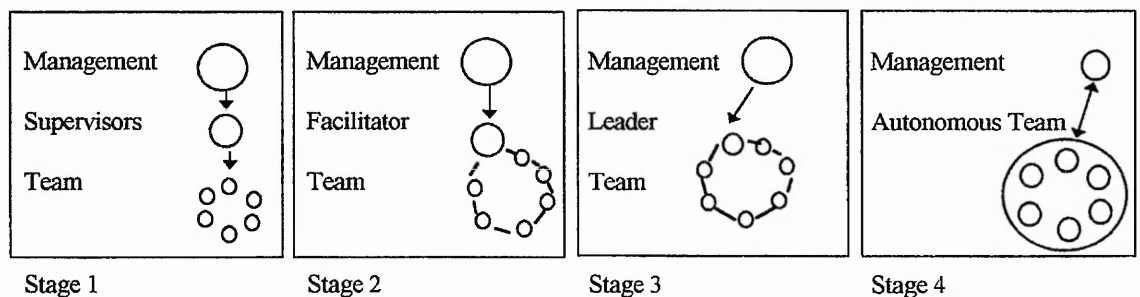 Management
Supervisors
Team
Stage 1
Management
Facilitator
Team
Stage 2
Management
Leader
Team
Stage 3
Management
Autonomous Team
Stage 4